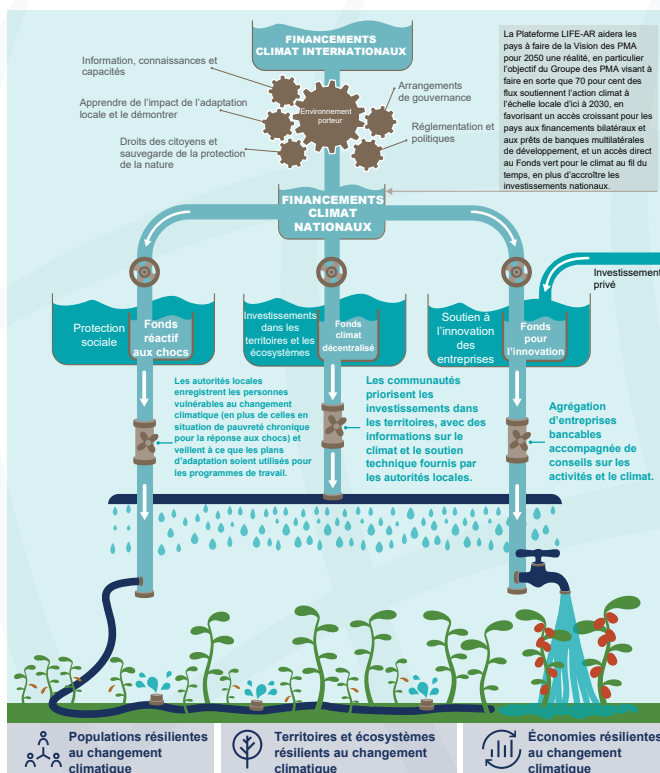 FINANCEMENTS
CLIMAT INTERNATIONAUX
Information, connaissances et
capacités
Apprendre de l'impact de l'adaptation
locale et le démontrer
Droits des citoyens et
sauvegarde de la protection
de la nature
Environnement
porteur
Arrangements
de gouvernance
Réglementation et
politiques
La Plateforme LIFE-AR aidera les
pays à faire de la Vision des PMA
pour 2050 une réalité, en particulier
l'objectif du Groupe des PMA visant à
faire en sorte que 70 pour cent des
flux soutiennent l'action climat à
l'échelle locale d'ici à 2030, en
favorisant un accès croissant pour les
pays aux financements bilatéraux et
aux prêts de banques multilatérales
de développement, et un accès direct
au Fonds vert pour le climat au fil du
temps, en plus d'accroître les
investissements nationaux.
FINANCEMENTS
CLIMAT
NATIONAUX
Investissement
privé
Protection
sociale
Fonds
réactif
aux chocs
Investissements
dans les
territoires et les
écosystèmes
Fonds
climat
décentralisé
Soutien à
l'innovation
des
entreprises
Fonds
pour
l'innovation
Les autorités locales
enregistrent les personnes
vulnérables au changement
climatique (en plus de celles en
situation de pauvreté chronique
pour la réponse aux chocs) et
veillent à ce que les plans
d'adaptation soient utilisés pour
les programmes de travail.
Les communautés
priorisent les
investissements dans
les territoires, avec des
informations sur le
climat et le soutien
technique fournis par
les autorités locales.
Agrégation
d'entreprises
bancables
accompagnée de
conseils sur les
activités et le climat.
Populations résilientes
au changement
climatique
Territoires et écosystèmes
résilients au changement
climatique
Économies résilientes
au changement
climatique